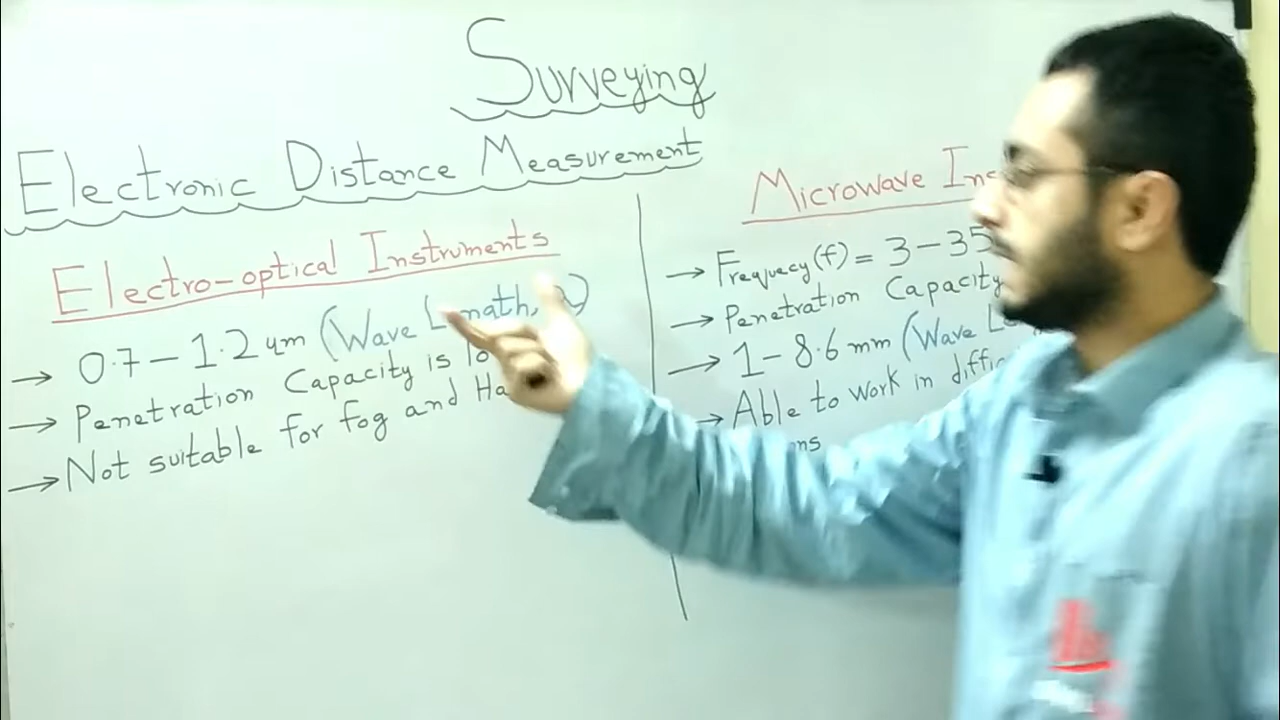 Surveying
Electronic Distance Measurement
Electro-optical Instruments
→ 0.7 – 1.2 um (Wave
→ Penetration Capacity is
→ Not suitable for fog and
Microwave
→ Frequecy (f) = 3 – 35
→ Penetration Capacity
→ 1 – 8.6 mm (Wave
→ Able to work in